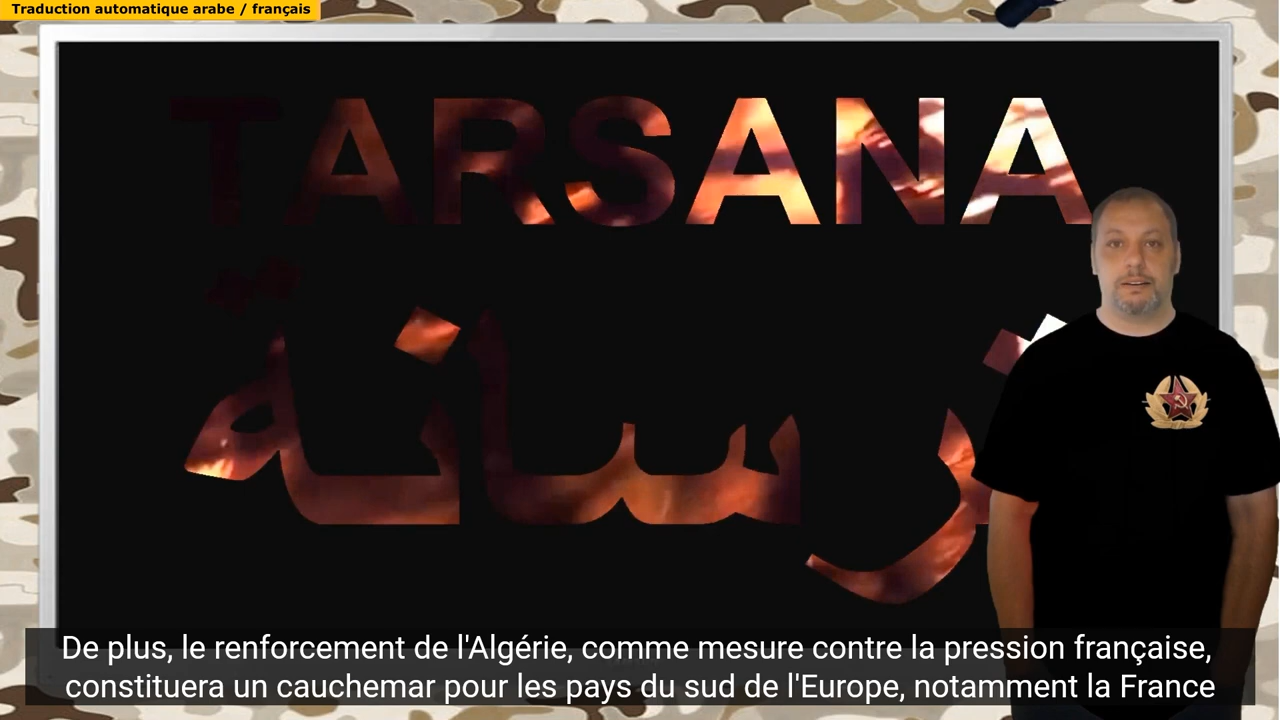 Traduction automatique arabe / français
TARSANA
ترسانة
De plus, le renforcement de l'Algérie, comme mesure contre la pression française,
constituera un cauchemar pour les pays du sud de l'Europe, notamment la France